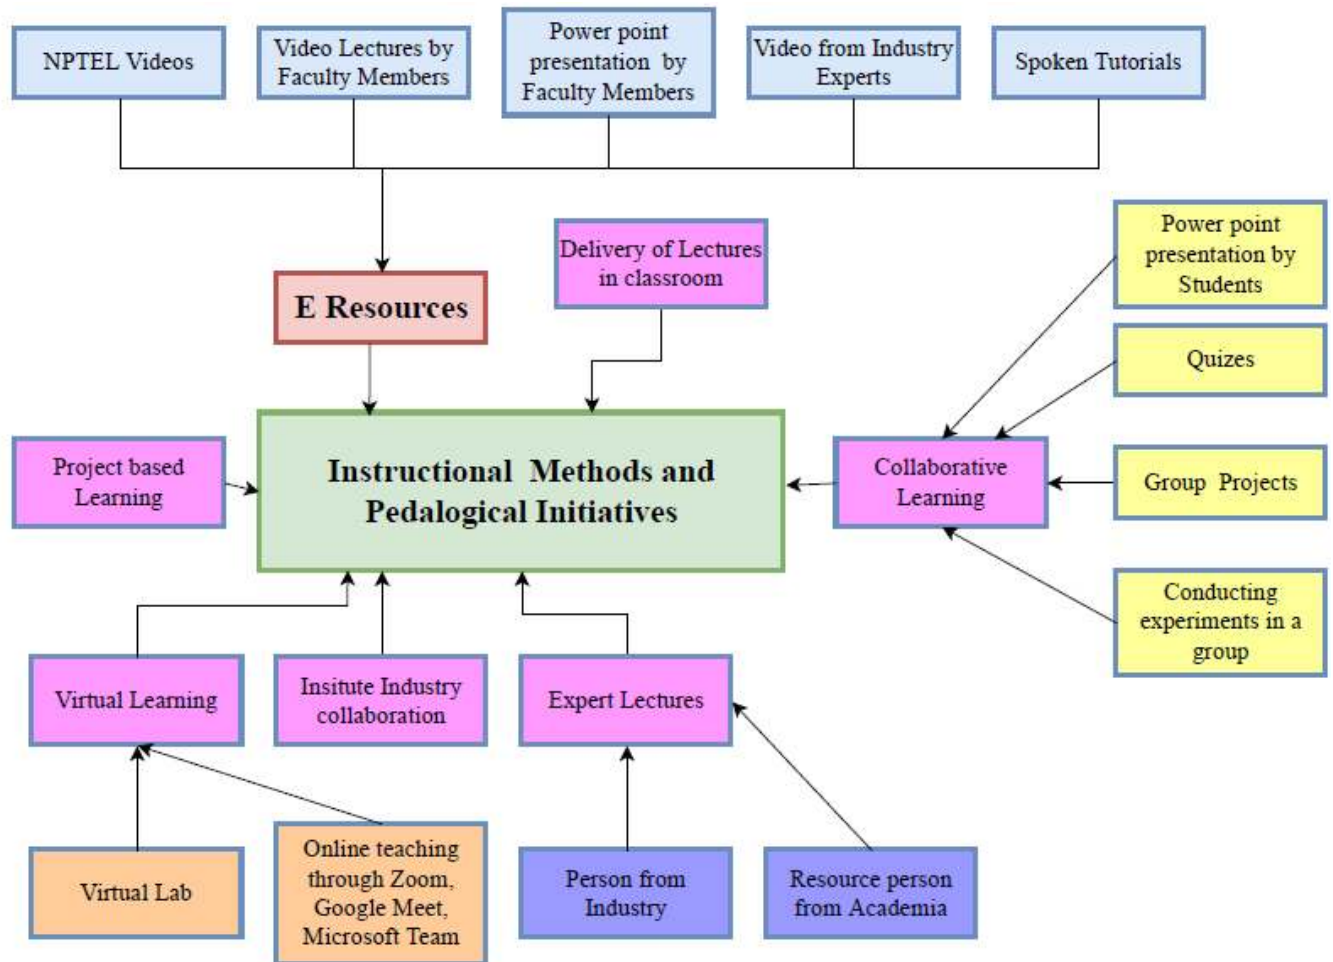 NPTEL Videos
Video Lectures by
Faculty Members
Power point
presentation by
Faculty Members
Video from Industry
Experts
Spoken Tutorials
Delivery of Lectures
in classroom
E Resources
Power point
presentation by
Students
Quizes
Project based
Learning
Instructional Methods and
Pedalogical Initiatives
Collaborative
Learning
Group Projects
Conducting
experiments in a
group
Virtual Learning
Insitute Industry
collaboration
Expert Lectures
Virtual Lab
Online teaching
through Zoom,
Google Meet,
Microsoft Team
Person from
Industry
Resource person
from Academia